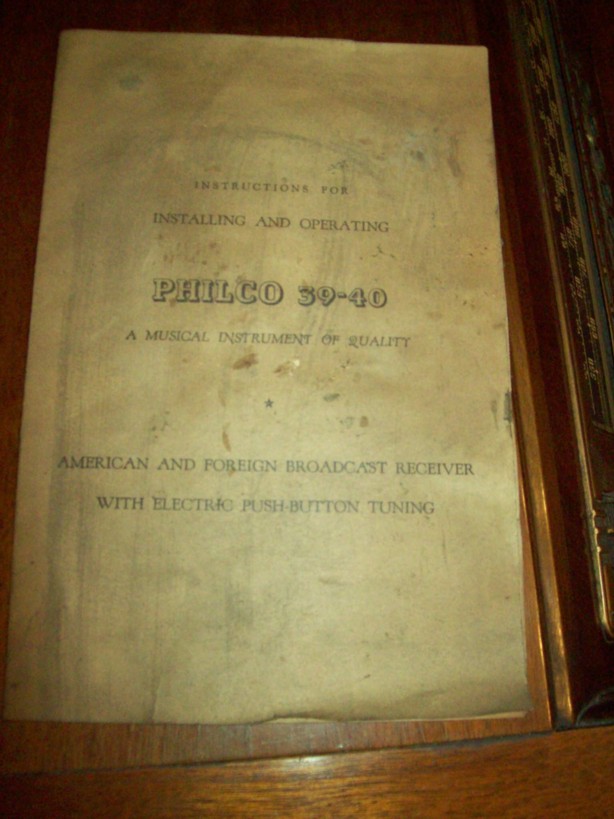 INSTRUCTIONS FOR
INSTALLING AND OPERATING
PHILCO 39-40
A MUSICAL INSTRUMENT OF QUALITY
★
AMERICAN AND FOREIGN BROADCAST RECEIVER
WITH ELECTRIC PUSH-BUTTON TUNING